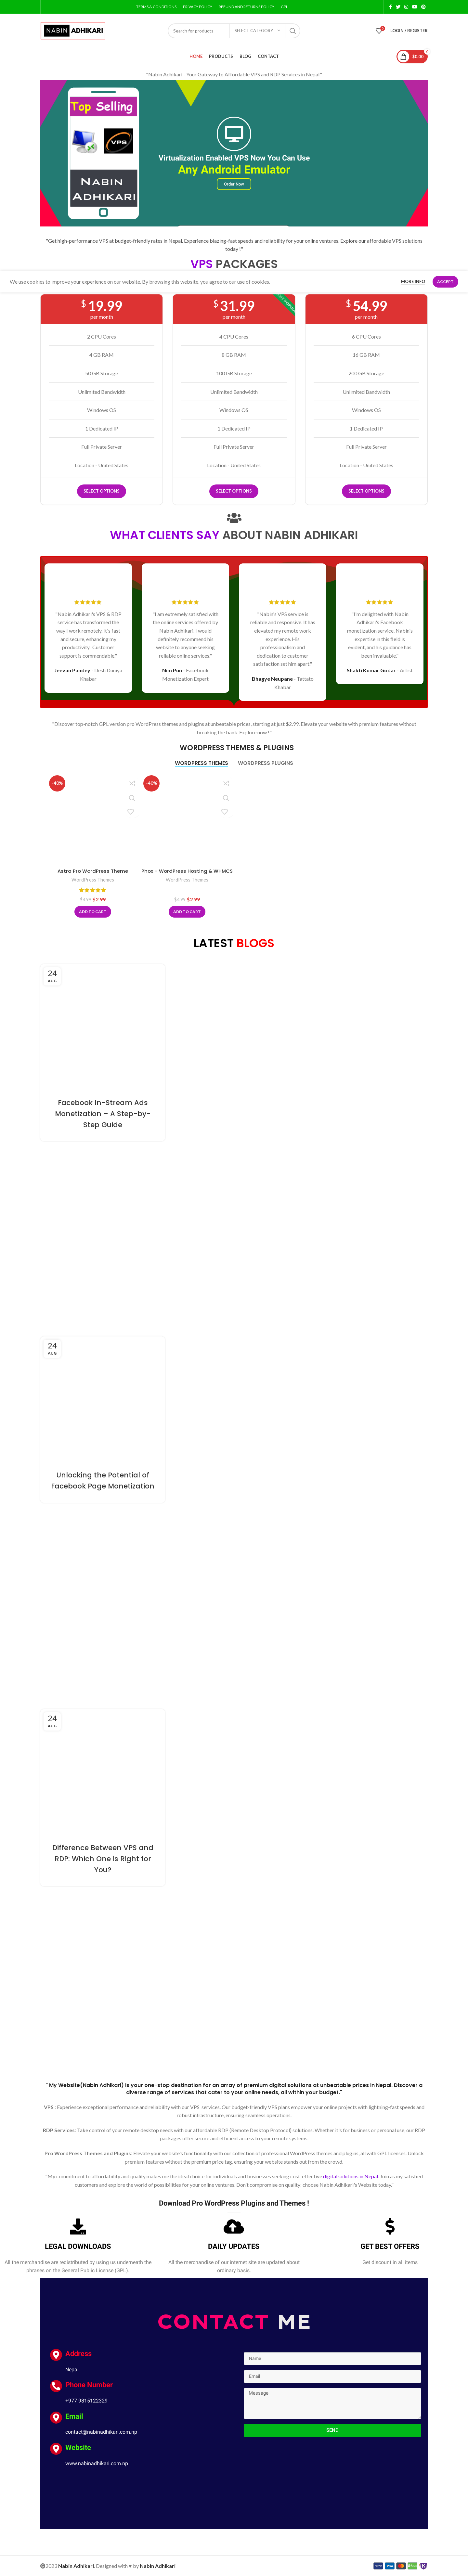 TERMS & CONDITIONS PRIVACY POLICY REFUND AND RETURNS POLICY GPL
NABIN ADHIKARI
Search for products
SELECT CATEGORY
LOGIN / REGISTER
HOME PRODUCTS BLOG CONTACT
$0.00
"Nabin Adhikari - Your Gateway to Affordable VPS and RDP Services in Nepal."
Top Selling
VPS
NABIN
ADHIKARI
Virtualization Enabled VPS Now You Can Use
Any Android Emulator
Order Now
"Get high-performance VPS at budget-friendly rates in Nepal. Experience blazing-fast speeds and reliability for your online ventures. Explore our affordable VPS solutions
today !!"
VPS PACKAGES
We use cookies to improve your experience on our website. By browsing this website, you agree to our use of cookies.
MORE INFO
ACCEPT
$ 19.99
per month
2 CPU Cores
4 GB RAM
50 GB Storage
Unlimited Bandwidth
Windows OS
1 Dedicated IP
Full Private Server
Location - United States
SELECT OPTIONS
$ 31.99
per month
4 CPU Cores
8 GB RAM
100 GB Storage
Unlimited Bandwidth
Windows OS
1 Dedicated IP
Full Private Server
Location - United States
SELECT OPTIONS
$ 54.99
per month
6 CPU Cores
16 GB RAM
200 GB Storage
Unlimited Bandwidth
Windows OS
1 Dedicated IP
Full Private Server
Location - United States
SELECT OPTIONS
WHAT CLIENTS SAY ABOUT NABIN ADHIKARI
"Nabin Adhikari's VPS & RDP
service has transformed the
way I work remotely. It's fast
and secure, enhancing my
productivity. Customer
support is commendable."
Jeevan Pandey - Desh Duniya
Khabar
"I am extremely satisfied with
the online services offered by
Nabin Adhikari. I would
definitely recommend his
website to anyone seeking
reliable online services."
Nim Pun - Facebook
Monetization Expert
"Nabin's VPS service is
reliable and responsive. It has
elevated my remote work
experience. His
professionalism and
dedication to customer
satisfaction set him apart."
Bhagye Neupane - Tattato
Khabar
"I'm delighted with Nabin
Adhikari's Facebook
monetization service. Nabin's
expertise in this field is
evident, and his guidance has
been invaluable."
Shakti Kumar Godar - Artist
"Discover top-notch GPL version pro WordPress themes and plugins at unbeatable prices, starting at just $2.99. Elevate your website with premium features without
breaking the bank. Explore now !"
WORDPRESS THEMES & PLUGINS
WORDPRESS THEMES WORDPRESS PLUGINS
-40%
Astra Pro WordPress Theme
WordPress Themes
$4.99 $2.99
ADD TO CART
-40%
Phox – WordPress Hosting & WHMCS
WordPress Themes
$4.99 $2.99
ADD TO CART
LATEST BLOGS
24
AUG
Facebook In-Stream Ads
Monetization – A Step-by-
Step Guide
24
AUG
Unlocking the Potential of
Facebook Page Monetization
24
AUG
Difference Between VPS and
RDP: Which One is Right for
You?
" My Website(Nabin Adhikari) is your one-stop destination for an array of premium digital solutions at unbeatable prices in Nepal. Discover a
diverse range of services that cater to your online needs, all within your budget."
VPS : Experience exceptional performance and reliability with our VPS services. Our budget-friendly VPS plans empower your online projects with lightning-fast speeds and
robust infrastructure, ensuring seamless operations.
RDP Services: Take control of your remote desktop needs with our affordable RDP (Remote Desktop Protocol) solutions. Whether it's for business or personal use, our RDP
packages offer secure and efficient access to your remote systems.
Pro WordPress Themes and Plugins: Elevate your website's functionality with our collection of professional WordPress themes and plugins, all with GPL licenses. Unlock
premium features without the premium price tag, ensuring your website stands out from the crowd.
"My commitment to affordability and quality makes me the ideal choice for individuals and businesses seeking cost-effective digital solutions in Nepal. Join as my satisfied
customers and explore the world of possibilities for your digital ventures. Don't compromise on quality; choose Nabin Adhikari's Website today,"
Download Pro WordPress Plugins and Themes !
LEGAL DOWNLOADS
All the merchandise are redistributed by using us underneath the
phrases on the General Public License (GPL).
DAILY UPDATES
All the merchandise of our internet site are updated about
ordinary basis.
GET BEST OFFERS
Get discount in all items
CONTACT ME
Address
Nepal
Phone Number
+977 9815122329
Email
contact@nabinadhikari.com.np
Website
www.nabinadhikari.com.np
Name
Email
Message
SEND
©2023 Nabin Adhikari. Designed with ♥ by Nabin Adhikari